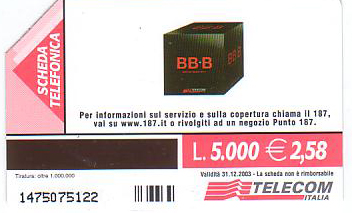 SCHEDA
TELEFONICA
BB·B
TELECOM
Per informazioni sul servizio e sulla copertura chiama il 187,
vai su www.187.it o rivolgiti ad un negozio Punto 187.
L. 5.000 € 2,58
Tiratura: oltre 1.000.000
Validità 31.12.2003 - La scheda non è rimborsabile
1475075122
TELECOM
ITALIA